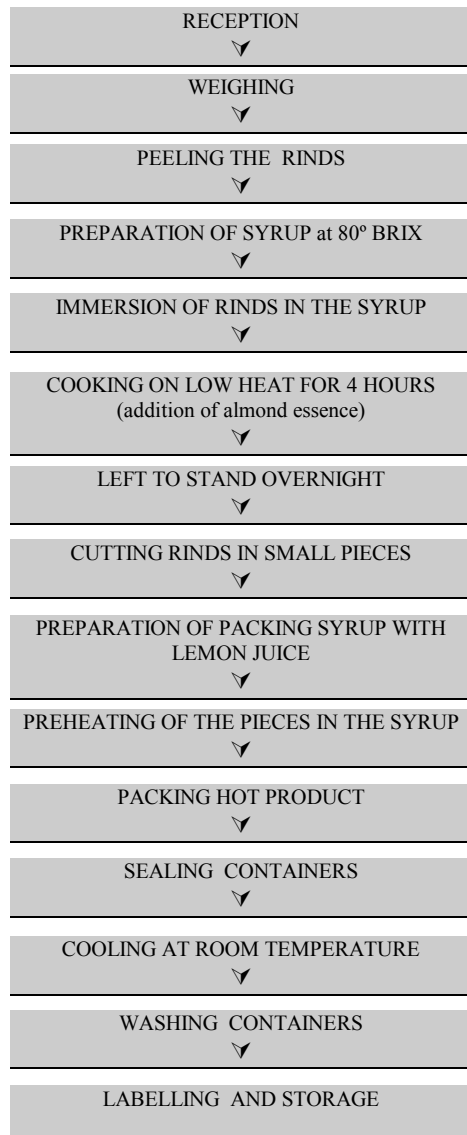 RECEPTION
WEIGHING
PEELING THE RINDS
PREPARATION OF SYRUP at 80º BRIX
IMMERSION OF RINDS IN THE SYRUP
COOKING ON LOW HEAT FOR 4 HOURS
(addition of almond essence)
LEFT TO STAND OVERNIGHT
CUTTING RINDS IN SMALL PIECES
PREPARATION OF PACKING SYRUP WITH
LEMON JUICE
PREHEATING OF THE PIECES IN THE SYRUP
PACKING HOT PRODUCT
SEALING CONTAINERS
COOLING AT ROOM TEMPERATURE
WASHING CONTAINERS
LABELLING AND STORAGE